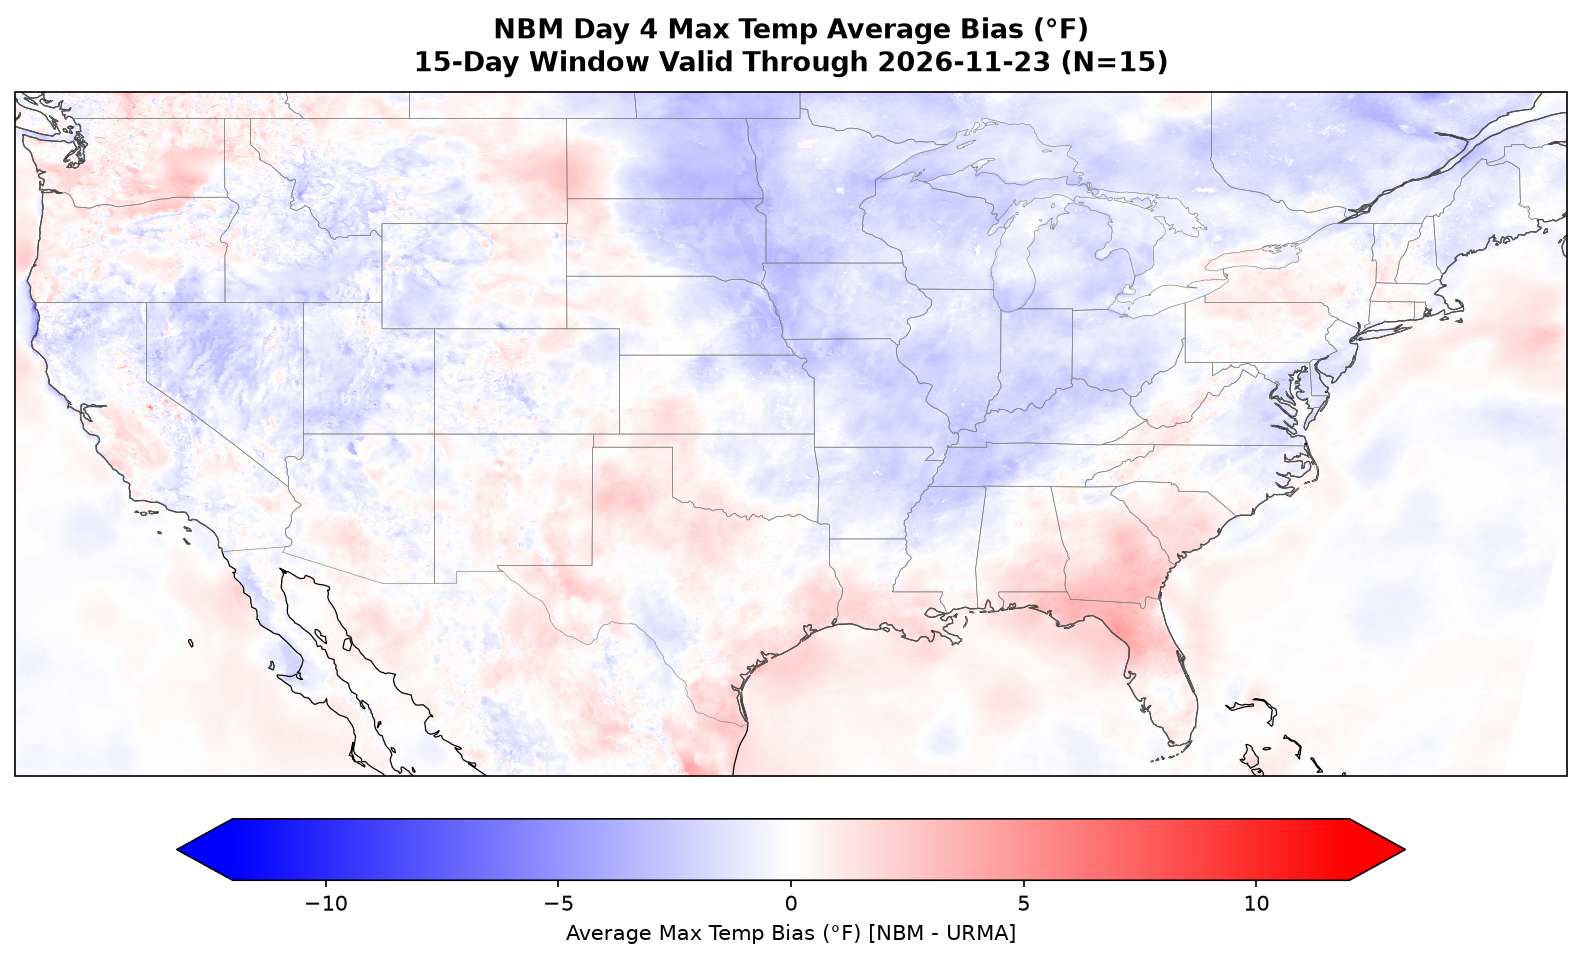 NBM Day 4 Max Temp Average Bias (°F)
15-Day Window Valid Through 2026-11-23 (N=15)
−10 −5 0 5 10
Average Max Temp Bias (°F) [NBM - URMA]